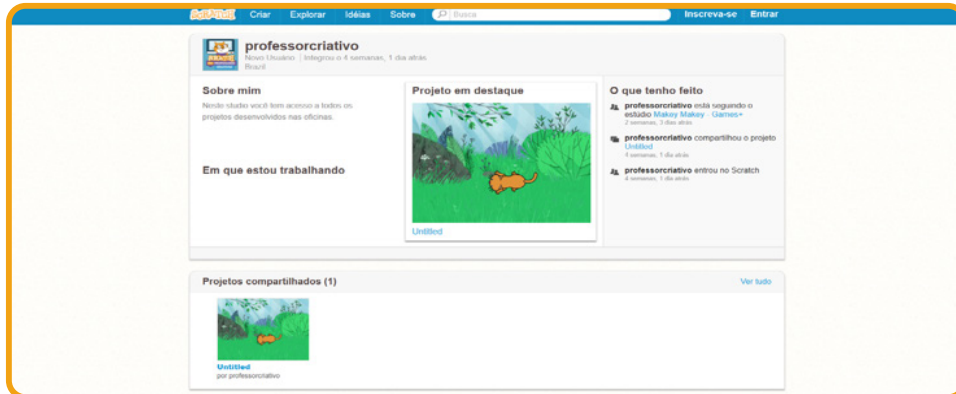 SCRATCH Criar Explorar Idéias Sobre Busca Inscreva-se Entrar
professorcriativo
Novo Usuário | Integrou o 4 semanas, 1 dia atrás
Brazil
Sobre mim
Neste studio você tem acesso a todos os
projetos desenvolvidos nas oficinas.
Em que estou trabalhando
Projeto em destaque
Untitled
O que tenho feito
professorcriativo está seguindo o
estúdio Makey Makey - Games+
2 semanas, 3 dias atrás
professorcriativo compartilhou o projeto
Untitled
4 semanas, 1 dia atrás
professorcriativo entrou no Scratch
4 semanas, 1 dia atrás
Projetos compartilhados (1)
Ver tudo
Untitled
por professorcriativo